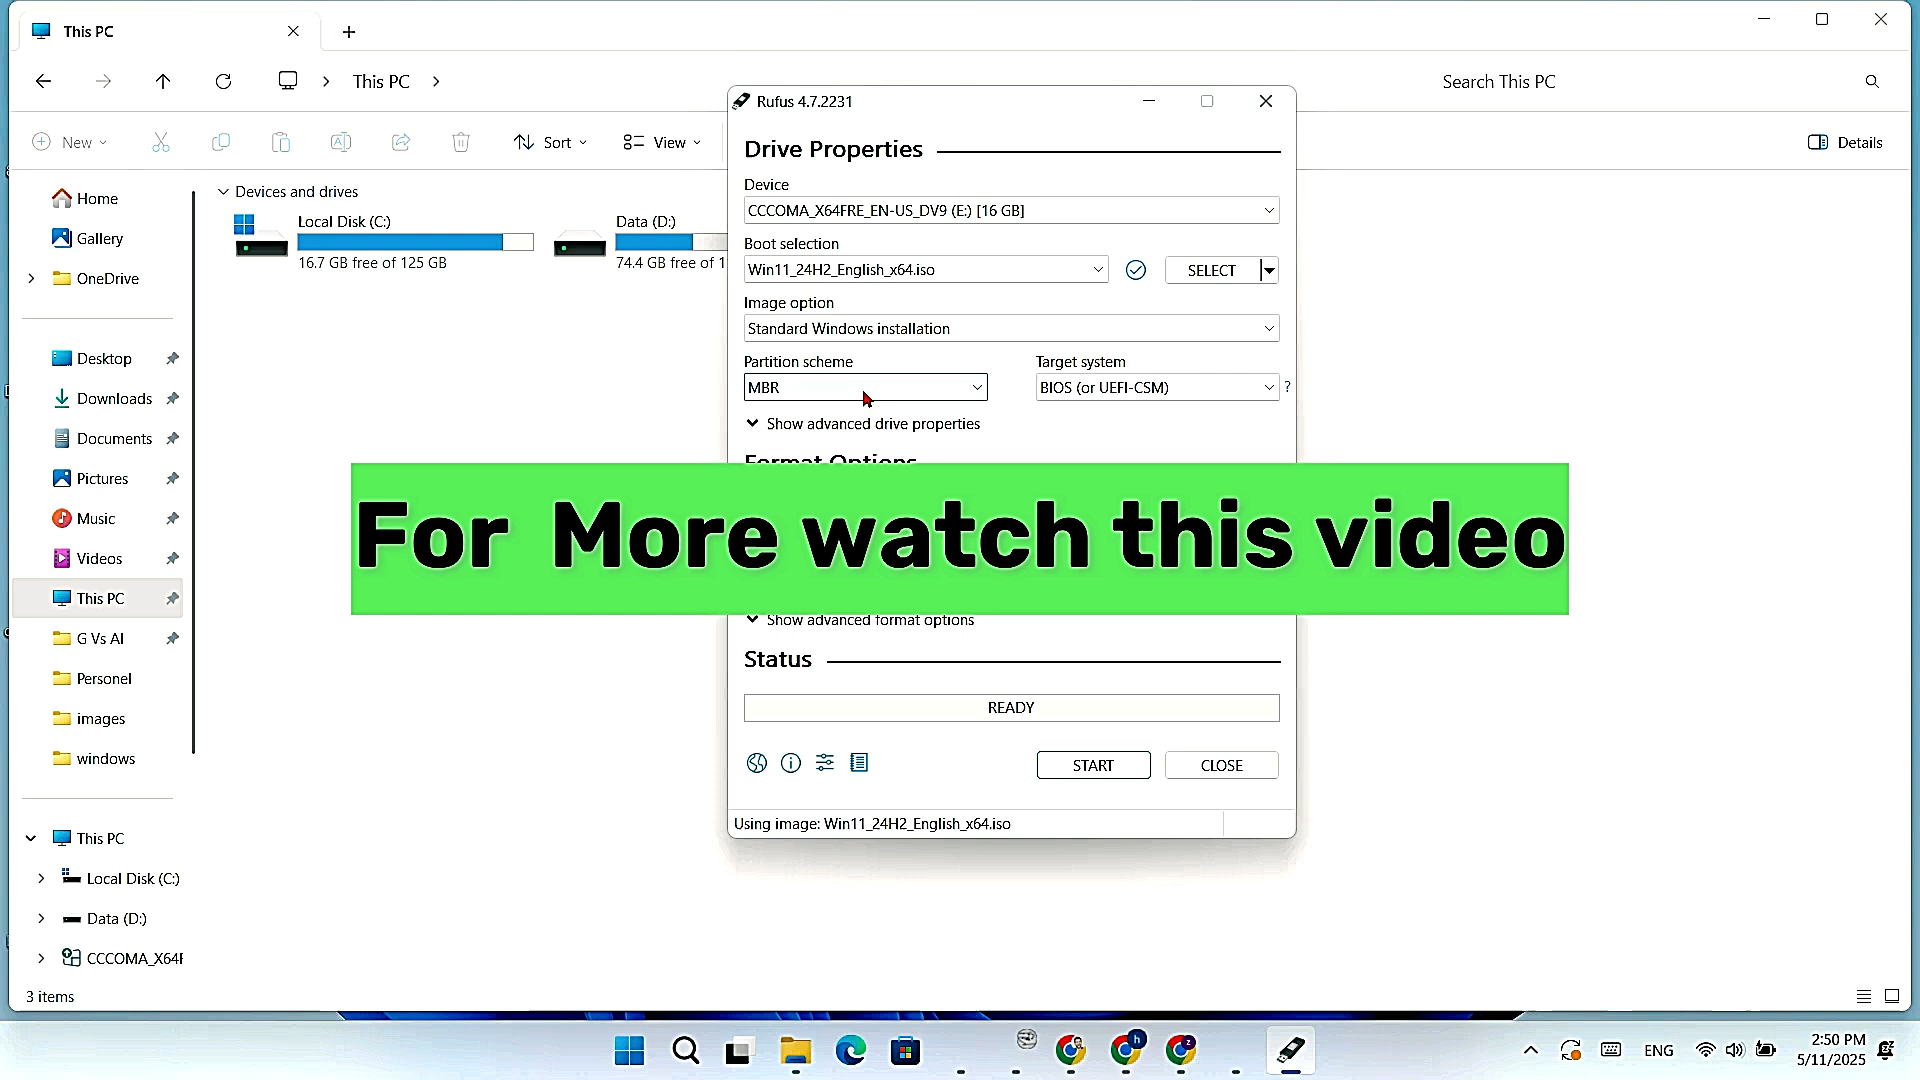 This PC
This PC
Search This PC
New
Sort
View
Details
Home
Gallery
OneDrive
Desktop
Downloads
Documents
Pictures
Music
Videos
This PC
G Vs AI
Personel
images
windows
This PC
Local Disk (C:)
Data (D:)
CCCOMA_X64F
3 items
Devices and drives
Local Disk (C:)
16.7 GB free of 125 GB
Data (D:)
74.4 GB free of 1
Rufus 4.7.2231
Drive Properties
Device
CCCOMA_X64FRE_EN-US_DV9 (E:) [16 GB]
Boot selection
Win11_24H2_English_x64.iso
SELECT
Image option
Standard Windows installation
Partition scheme
Target system
MBR
BIOS (or UEFI-CSM)
?
Show advanced drive properties
Format Options
For More watch this video
Show advanced format options
Status
READY
START
CLOSE
Using image: Win11_24H2_English_x64.iso
h
z
ENG
2:50 PM
5/11/2025